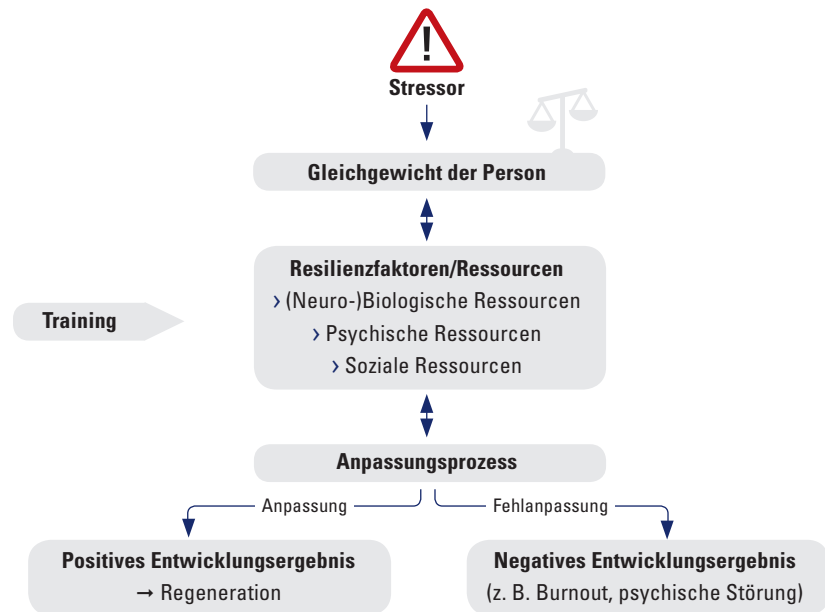 !
Stressor
Gleichgewicht der Person
Resilienzfaktoren/Ressourcen
› (Neuro-)Biologische Ressourcen
› Psychische Ressourcen
› Soziale Ressourcen
Training
Anpassungsprozess
Anpassung
Fehlanpassung
Positives Entwicklungsergebnis
→ Regeneration
Negatives Entwicklungsergebnis
(z. B. Burnout, psychische Störung)